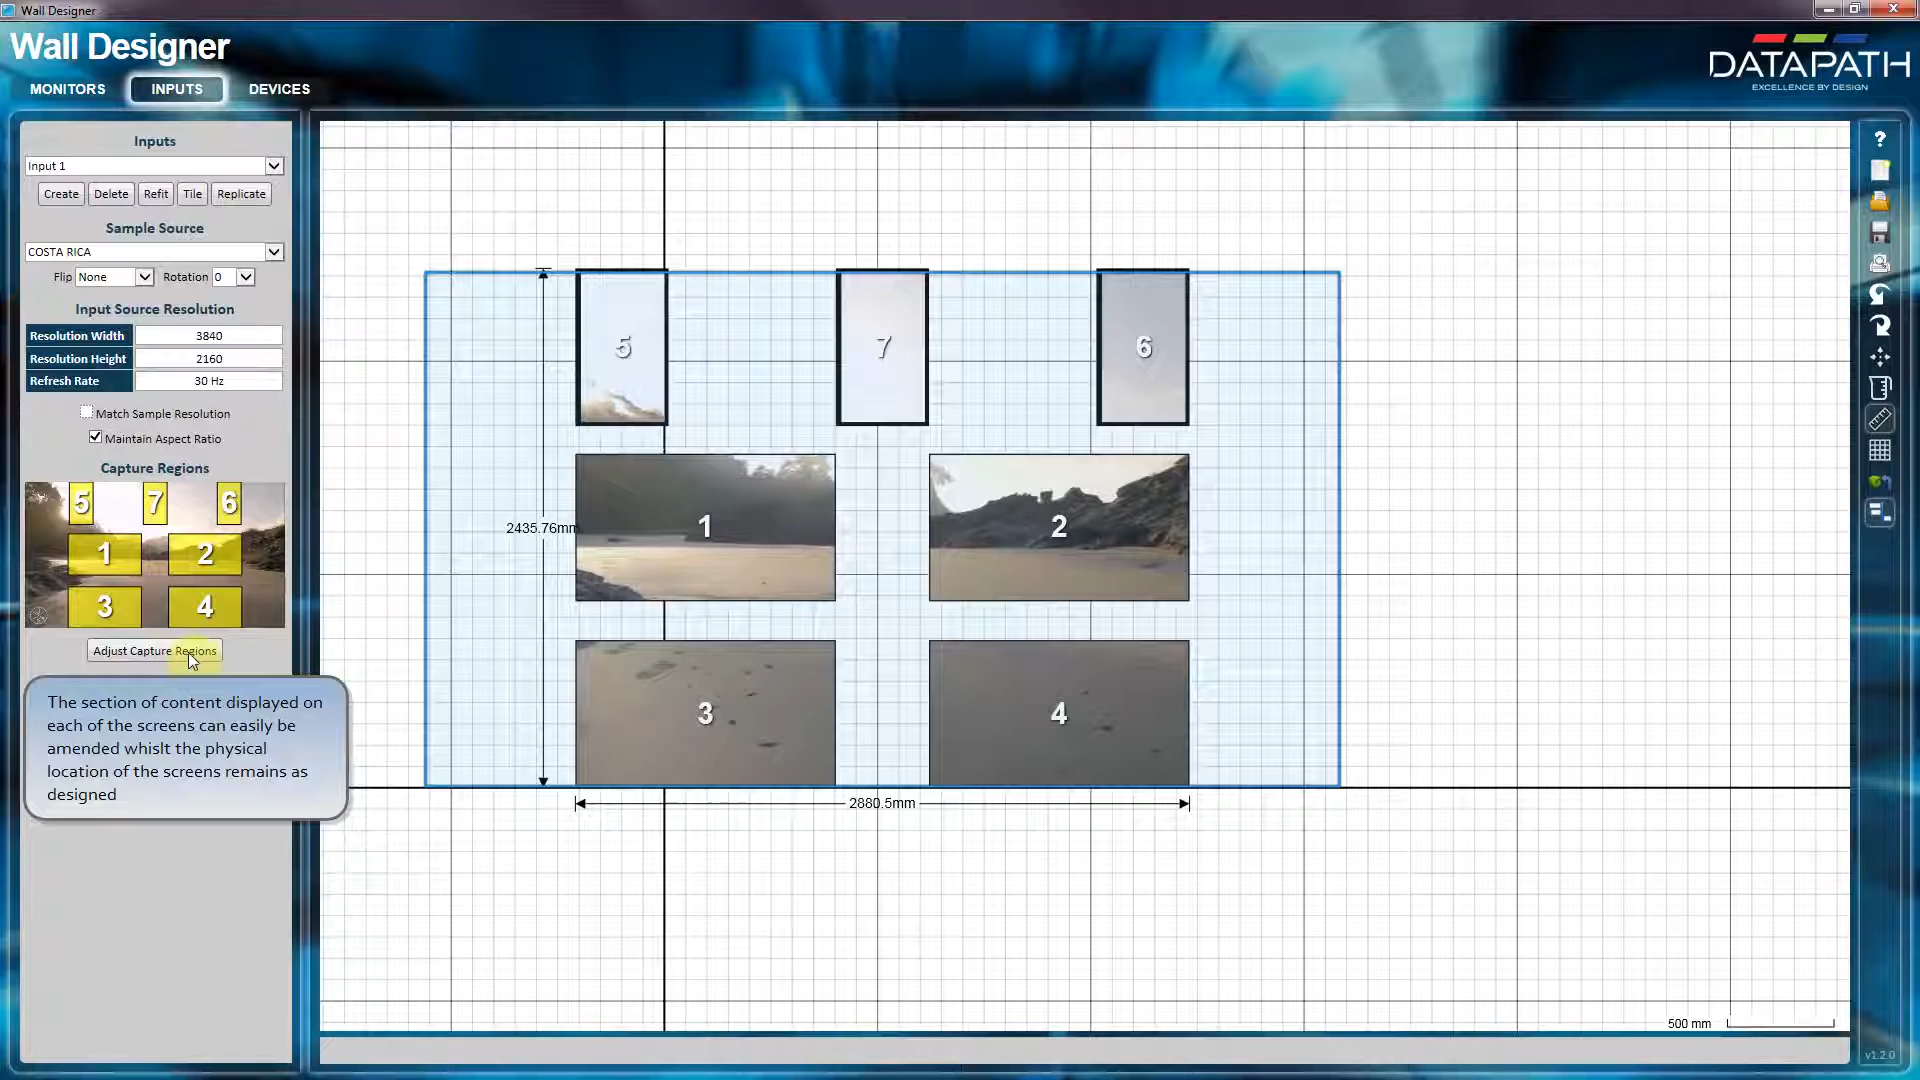 Wall Designer
Wall Designer
DATAPATH
EXCELLENCE BY DESIGN
MONITORS
INPUTS
DEVICES
Inputs
Input 1
Create
Delete
Refit
Tile
Replicate
Sample Source
COSTA RICA
Flip
None
Rotation
0
Input Source Resolution
Resolution Width
3840
Resolution Height
2160
Refresh Rate
30 Hz
Match Sample Resolution
Maintain Aspect Ratio
Capture Regions
5
7
6
1
2
3
4
Adjust Capture Regions
The section of content displayed on
each of the screens can easily be
amended whislt the physical
location of the screens remains as
designed
5
7
6
2435.76mm
1
2
3
4
2880.5mm
500 mm
?
v1.2.0